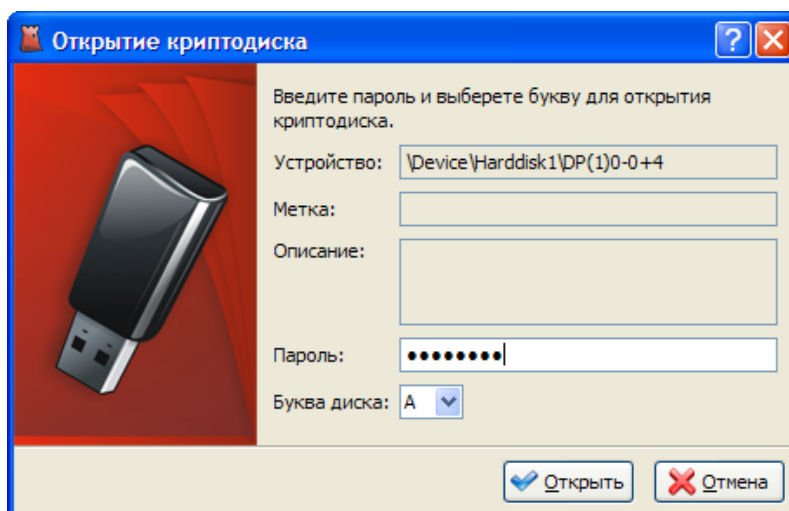 Открытие криптодиска
Введите пароль и выберете букву для открытия
криптодиска.
Устройство: \Device\Harddisk1\DP(1)0-0+4
Метка:
Описание:
Пароль: ●●●●●●●●
Буква диска: A
Открыть Отмена